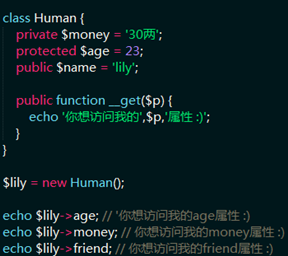 class Human {
private $money = '30两';
protected $age = 23;
public $name = 'lily';
public function __get($p) {
echo '你想访问我的',$p,'属性 :)';
}
}
$lily = new Human();
echo $lily->age; // '你想访问我的age属性 :)
echo $lily->money; // 你想访问我的money属性 :)
echo $lily->friend; // 你想访问我的friend属性 :)